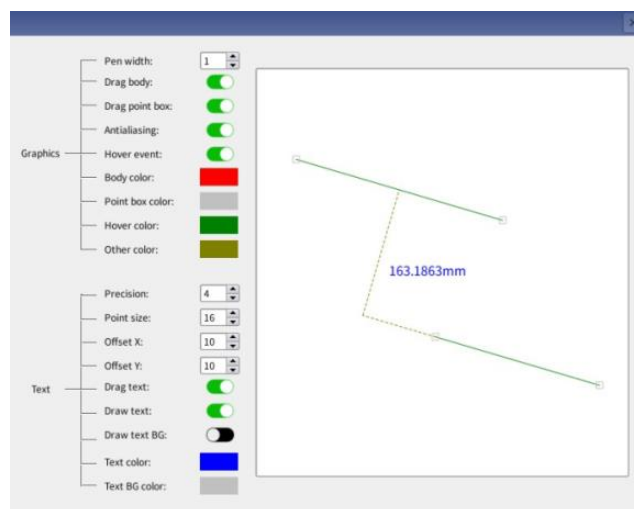 Pen width: 1
Drag body:
Drag point box:
Antialiasing:
Graphics
Hover event:
Body color:
Point box color:
Hover color:
Other color:
163.1863mm
Precision: 4
Point size: 16
Offset X: 10
Offset Y: 10
Text
Drag text:
Draw text:
Draw text BG:
Text color:
Text BG color: